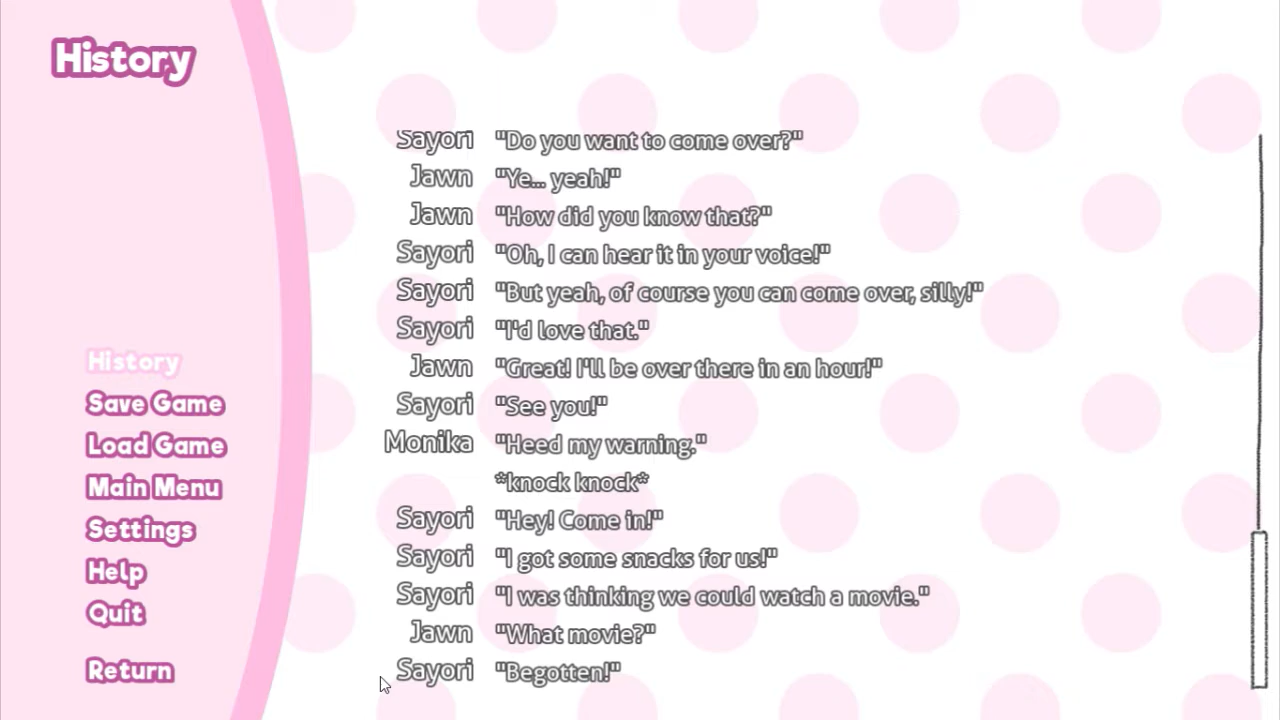 History
Sayori "Do you want to come over?"
Jawn "Ye... yeah!"
Jawn "How did you know that?"
Sayori "Oh, I can hear it in your voice!"
Sayori "But yeah, of course you can come over, silly!"
Sayori "I'd love that."
Jawn "Great! I'll be over there in an hour!"
Sayori "See you!"
Monika "Heed my warning."
*knock knock*
Sayori "Hey! Come in!"
Sayori "I got some snacks for us!"
Sayori "I was thinking we could watch a movie."
Jawn "What movie?"
Sayori "Begotten!"
History
Save Game
Load Game
Main Menu
Settings
Help
Quit
Return